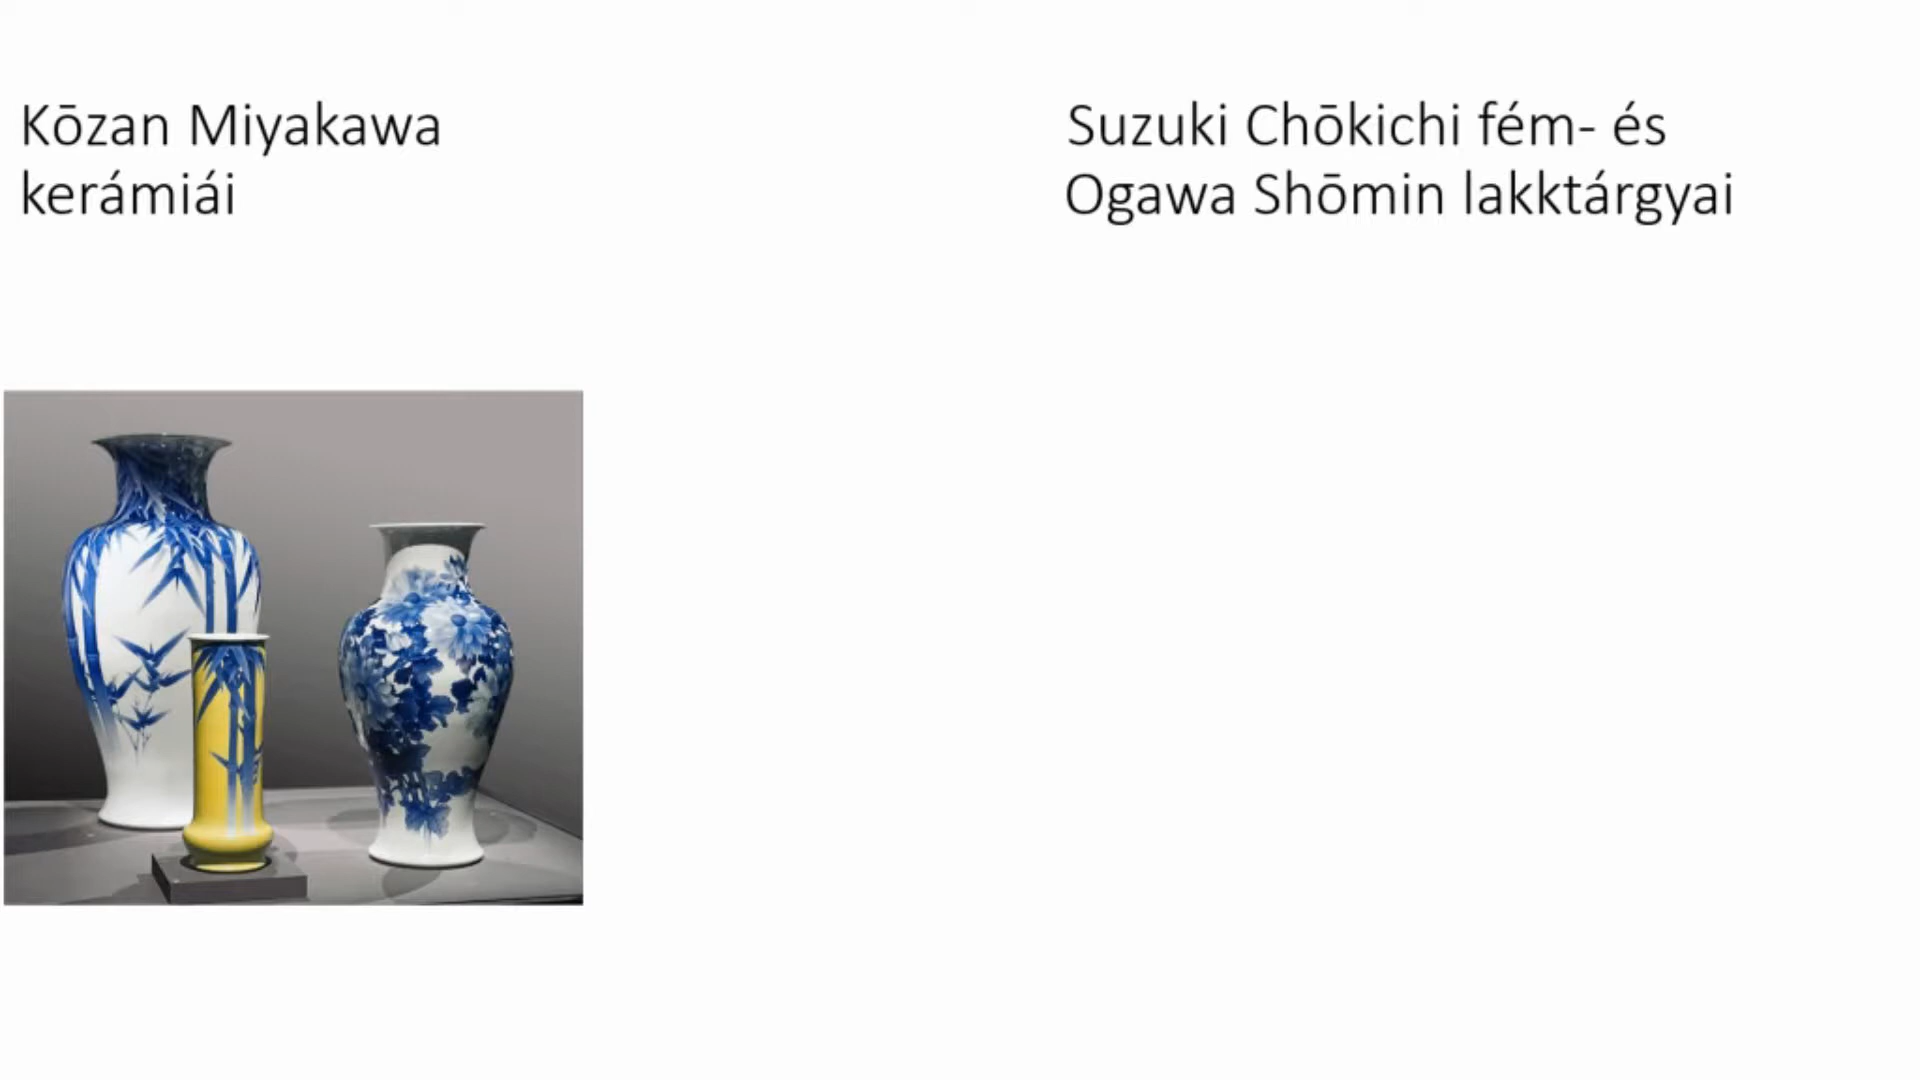 Kōzan Miyakawa
kerámiái
Suzuki Chōkichi fém- és
Ogawa Shōmin lakktárgyai